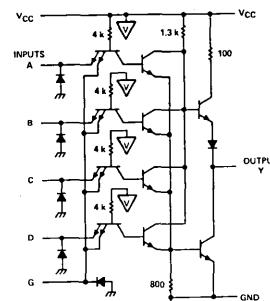 VCC VCC
4 k 1.3 k
V
INPUTS 100
A
4 k V
B
4 k V
OUTPUT
C Y
4 k V
D
800
G GND